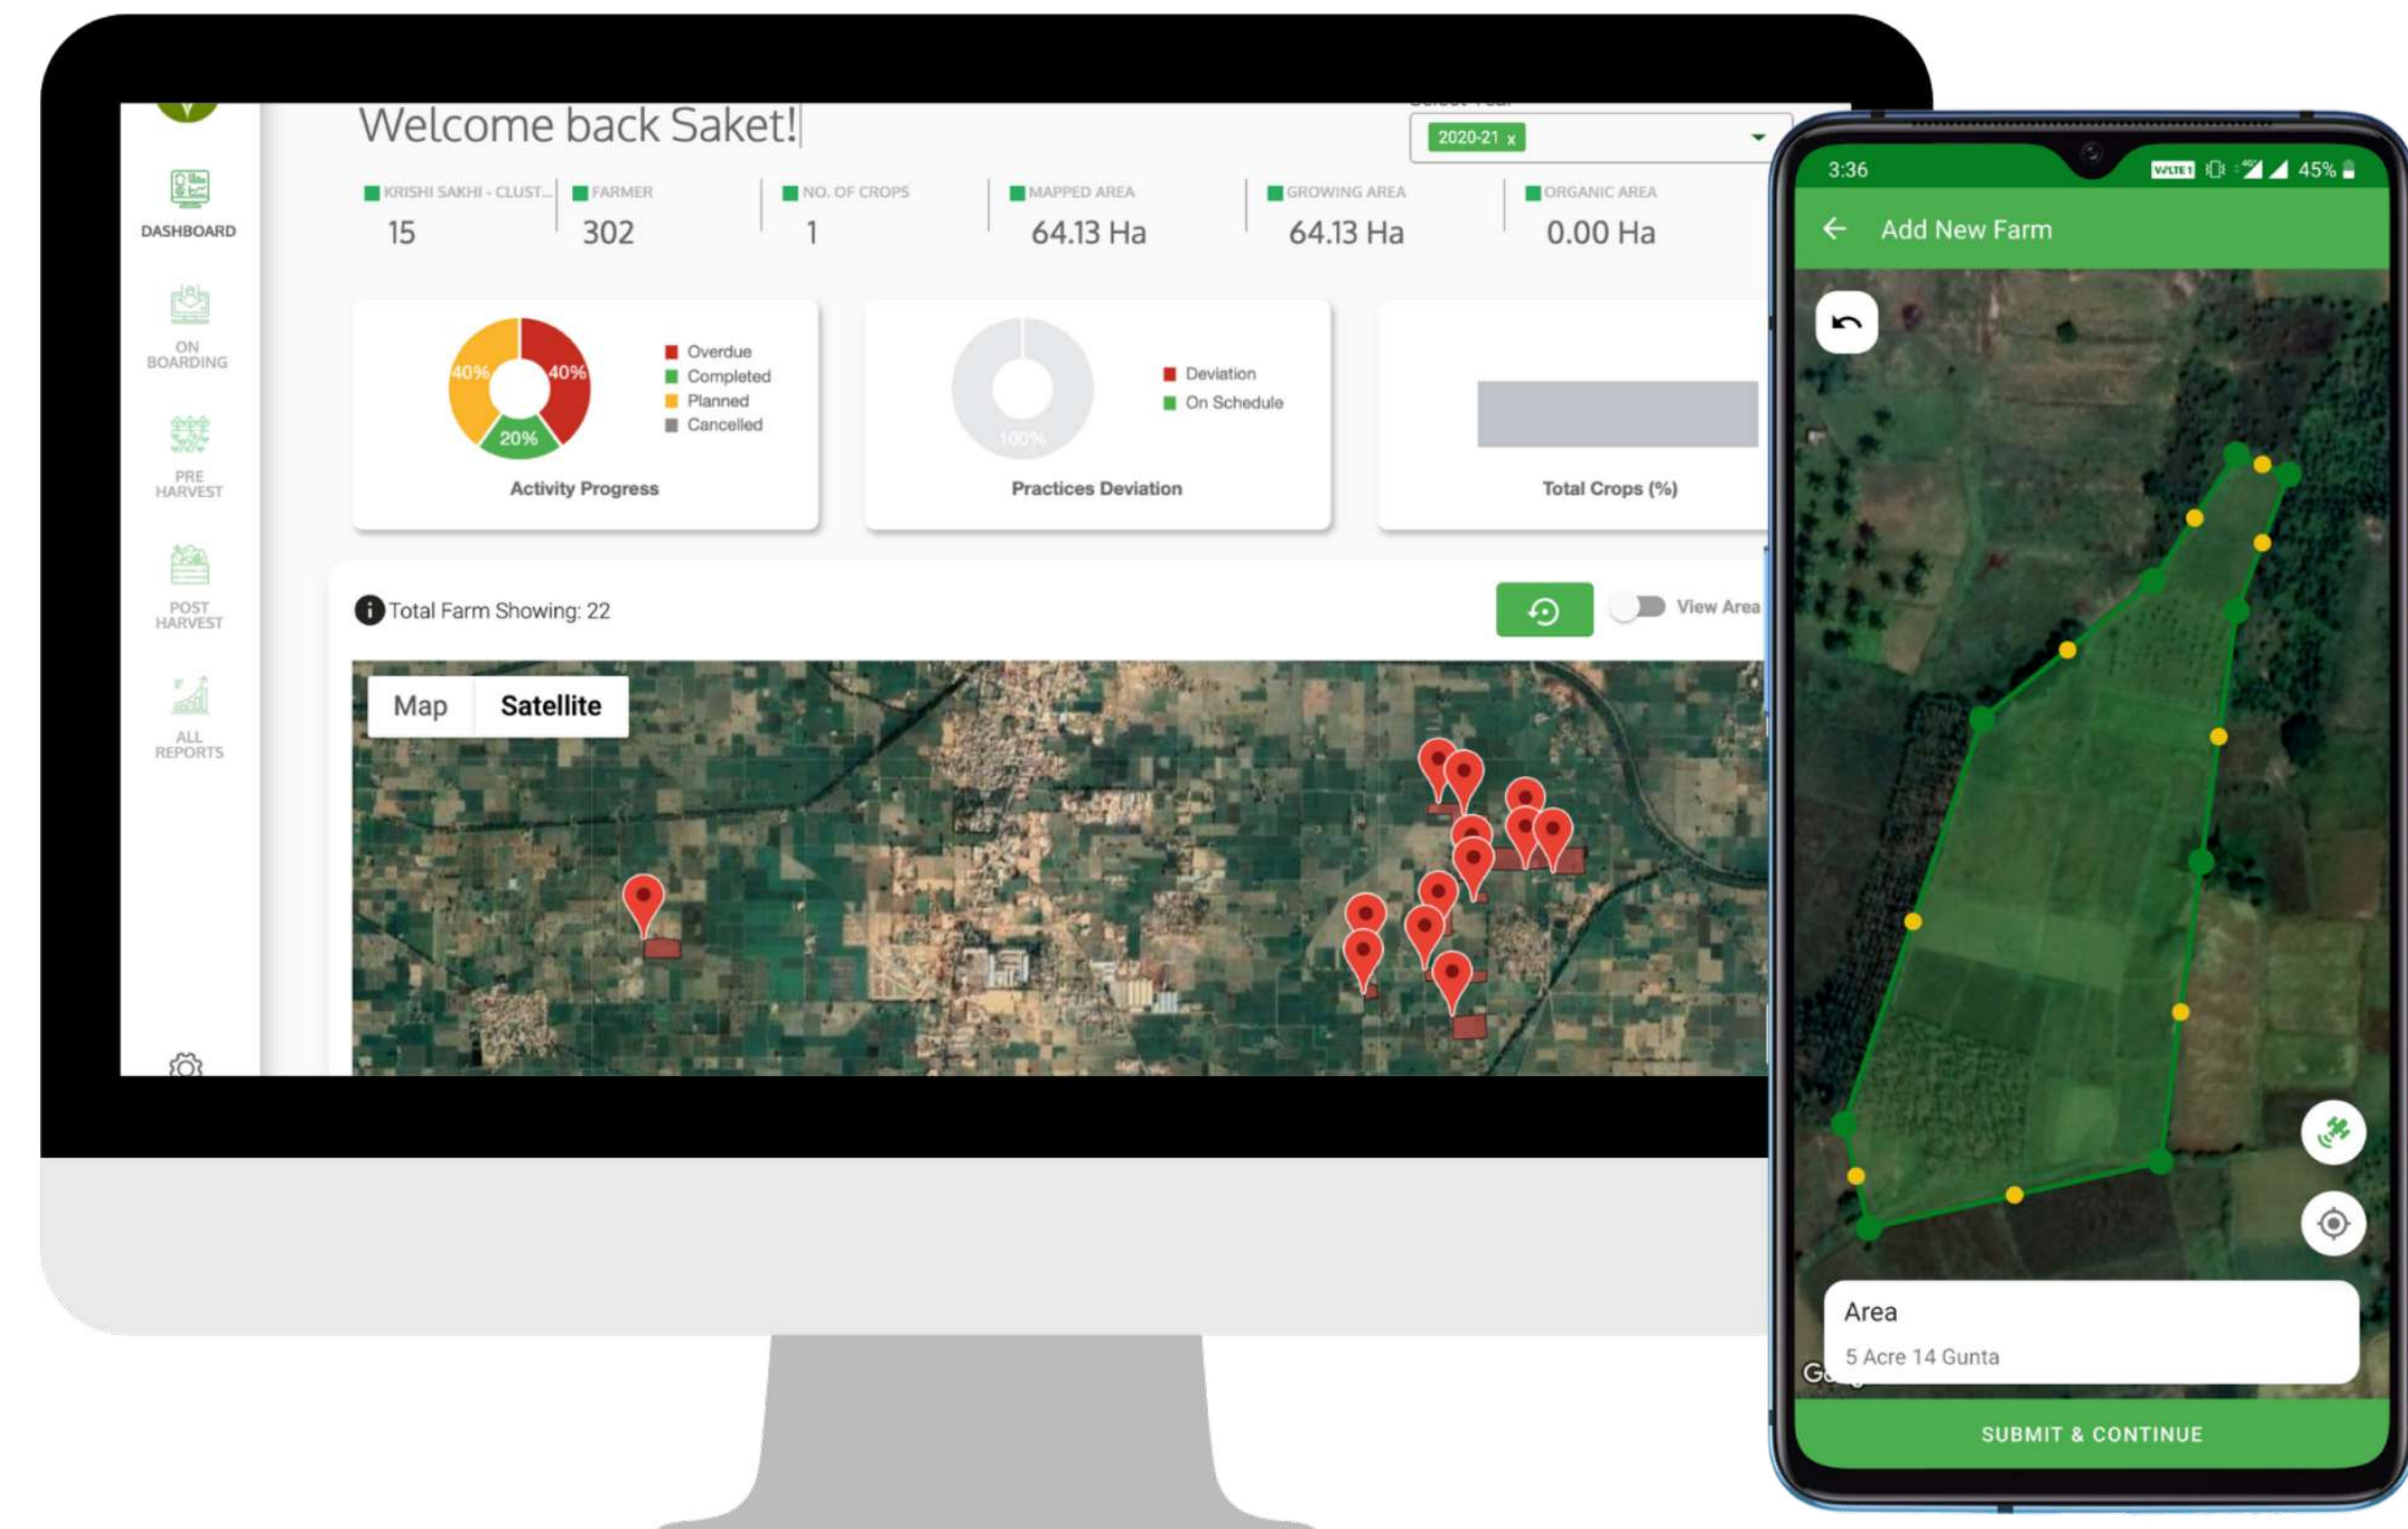 Welcome back Saket!
2020-21 x
KRISHI SAKHI - CLUST...
15
FARMER
302
NO. OF CROPS
1
MAPPED AREA
64.13 Ha
GROWING AREA
64.13 Ha
ORGANIC AREA
0.00 Ha
DASHBOARD
ON
BOARDING
PRE
HARVEST
POST
HARVEST
ALL
REPORTS
40%
40%
20%
Overdue
Completed
Planned
Cancelled
Activity Progress
100%
Deviation
On Schedule
Practices Deviation
Total Crops (%)
Total Farm Showing: 22
View Area
Map
Satellite
3:36
45%
Add New Farm
Area
5 Acre 14 Gunta
SUBMIT & CONTINUE